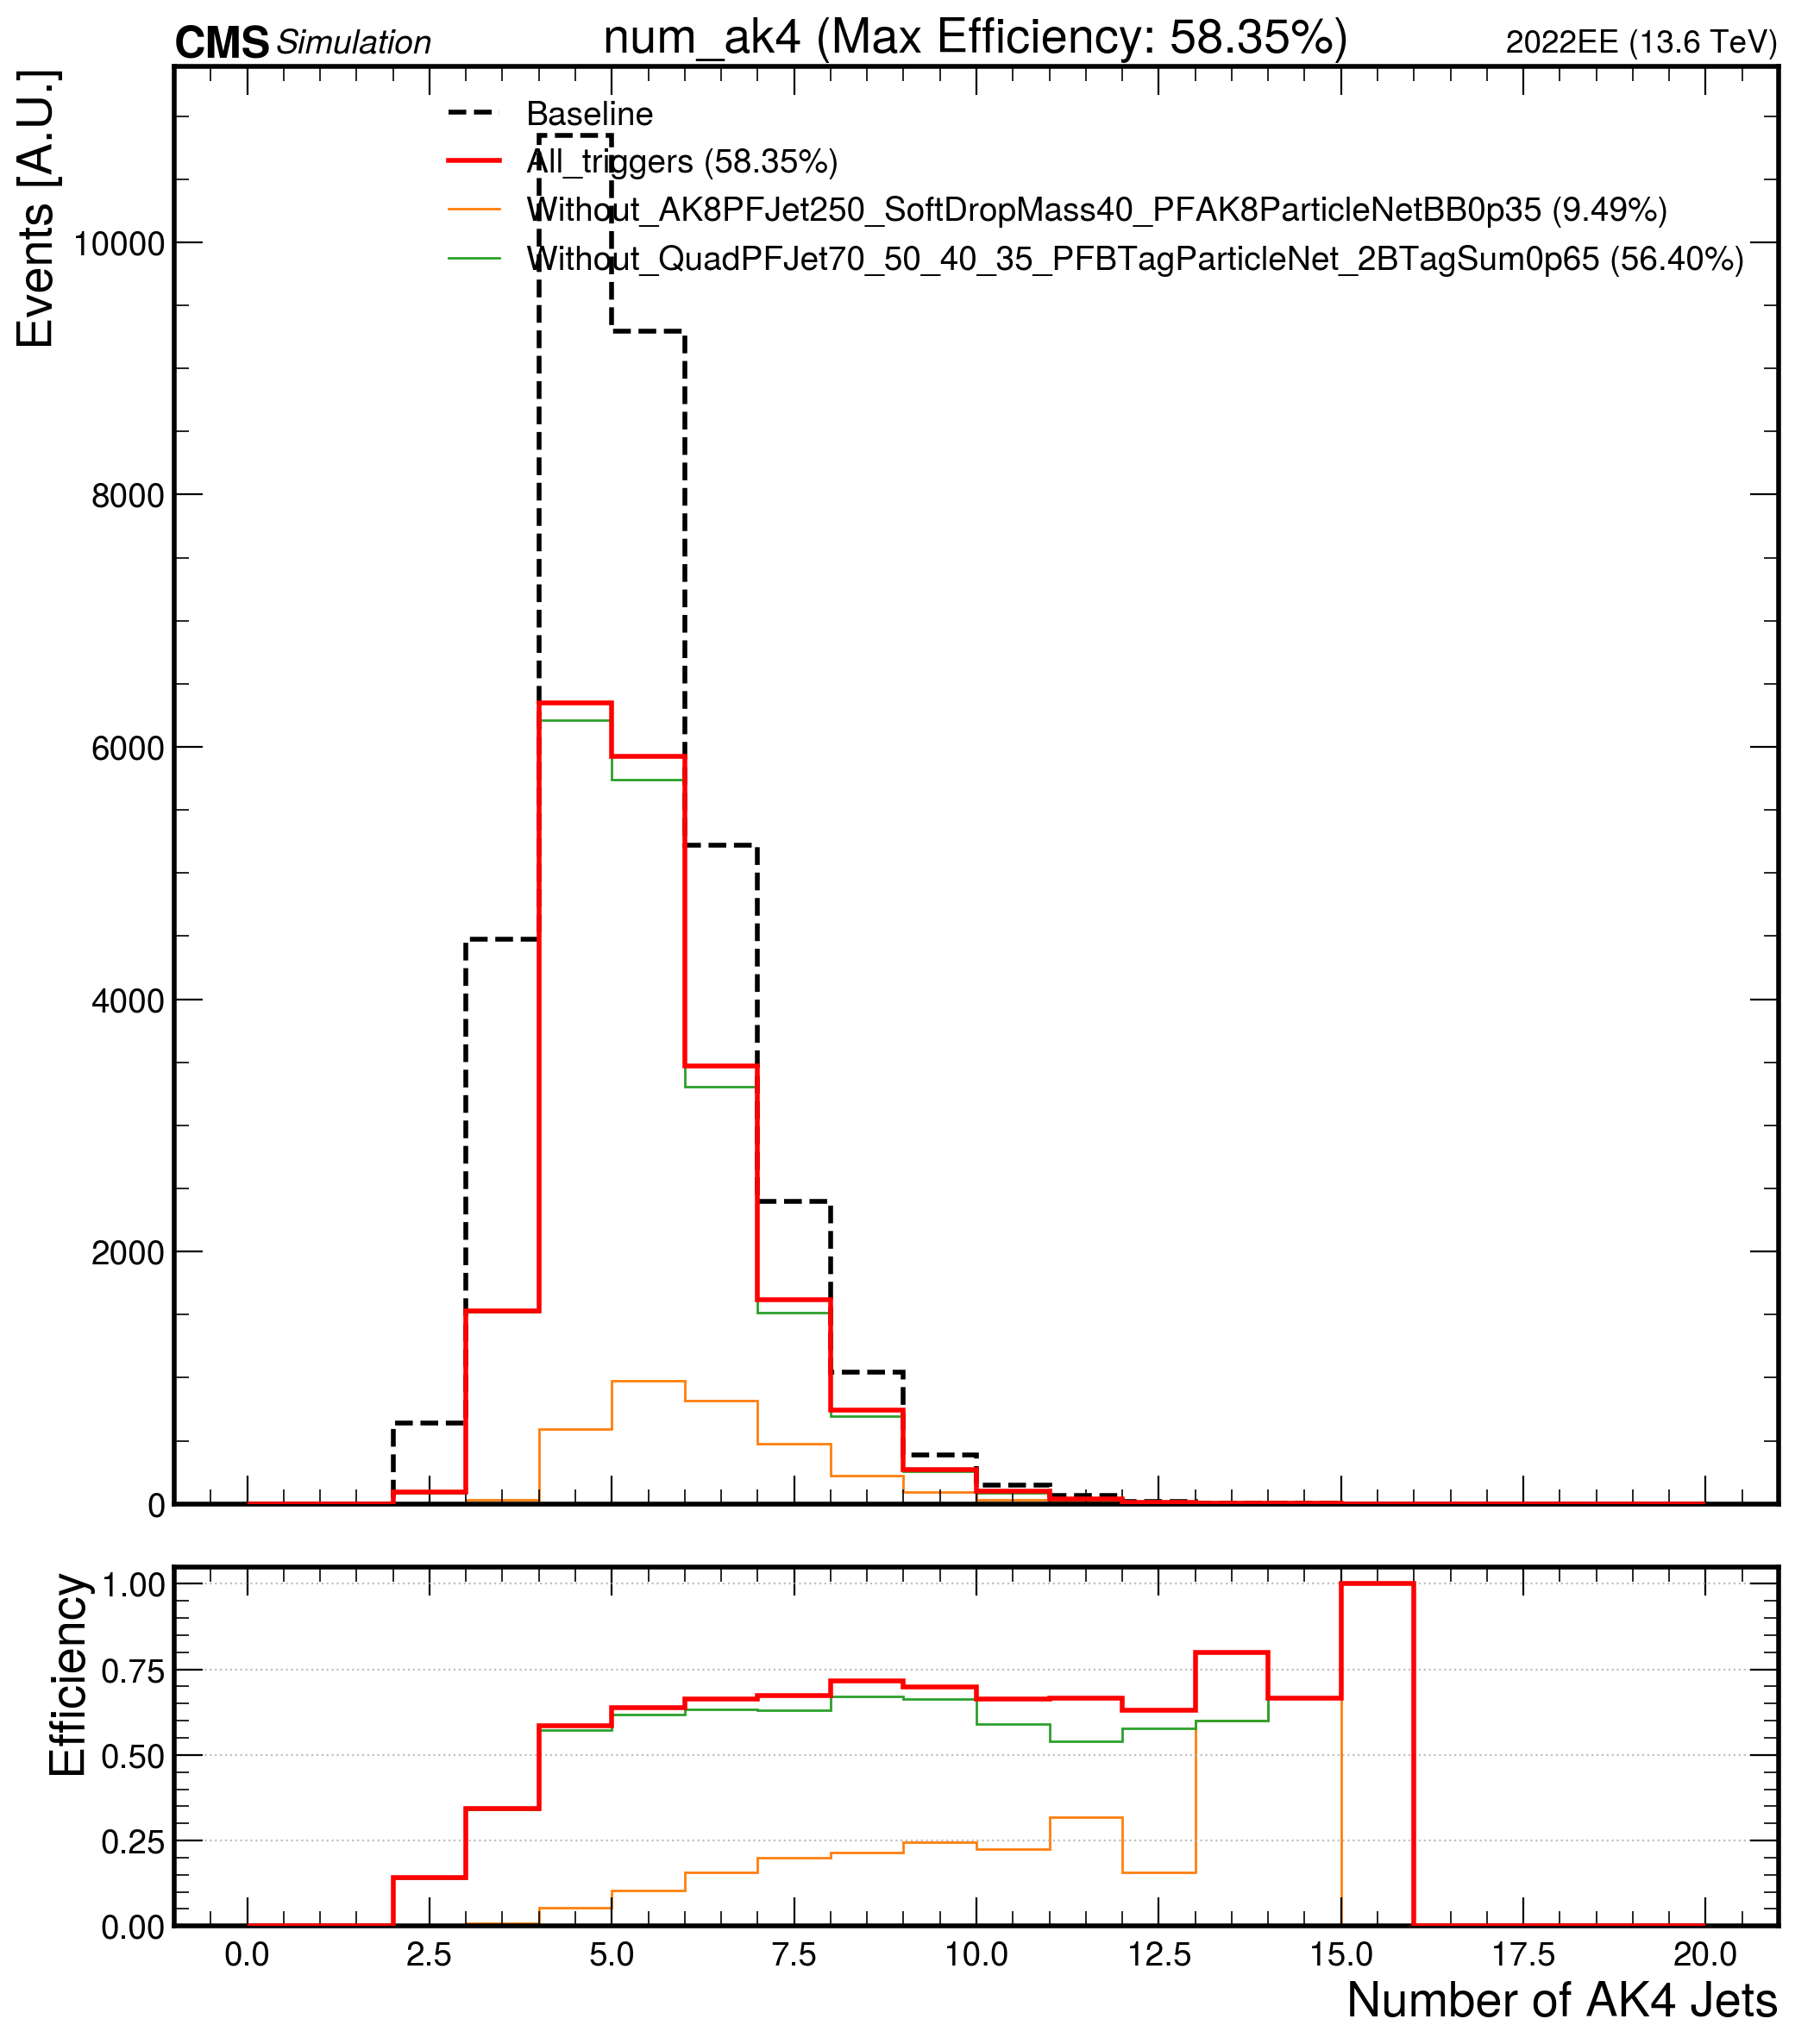 CMS Simulation num_ak4 (Max Efficiency: 58.35%) 2022EE (13.6 TeV)
Events [A.U.]
Baseline
All_triggers (58.35%)
Without_AK8PFJet250_SoftDropMass40_PFAK8ParticleNetBB0p35 (9.49%)
Without_QuadPFJet70_50_40_35_PFBTagParticleNet_2BTagSum0p65 (56.40%)
10000
8000
6000
4000
2000
0
Efficiency
1.00
0.75
0.50
0.25
0.00
0.0 2.5 5.0 7.5 10.0 12.5 15.0 17.5 20.0
Number of AK4 Jets